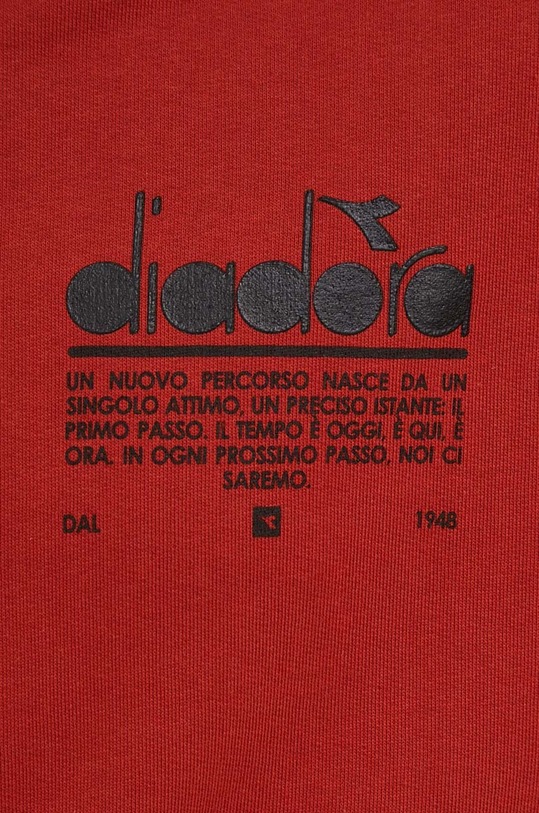 diadora
UN NUOVO PERCORSO NASCE DA UN
SINGOLO ATTIMO, UN PRECISO ISTANTE: IL
PRIMO PASSO. IL TEMPO È OGGI, È QUI, È
ORA. IN OGNI PROSSIMO PASSO, NOI CI
SAREMO.
DAL 1948